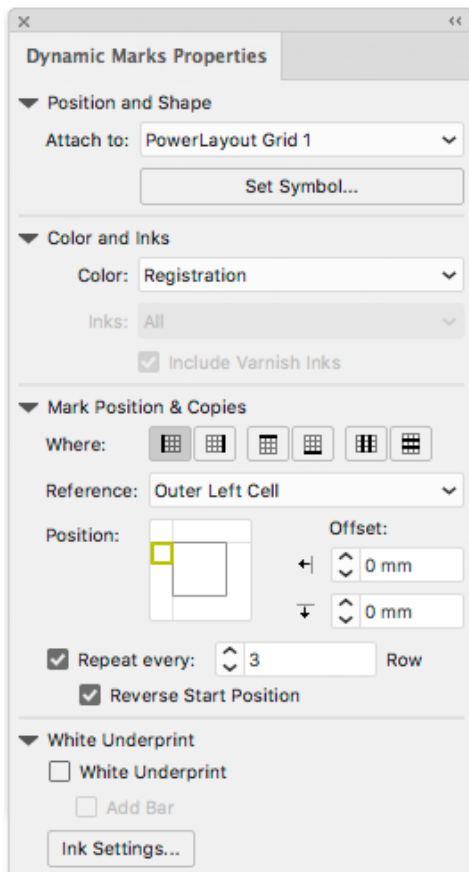 Dynamic Marks Properties
Position and Shape
Attach to: PowerLayout Grid 1
Set Symbol...
Color and Inks
Color: Registration
Inks: All
Include Varnish Inks
Mark Position & Copies
Where:
Reference: Outer Left Cell
Position:
Offset:
0 mm
0 mm
Repeat every: 3 Row
Reverse Start Position
White Underprint
White Underprint
Add Bar
Ink Settings...